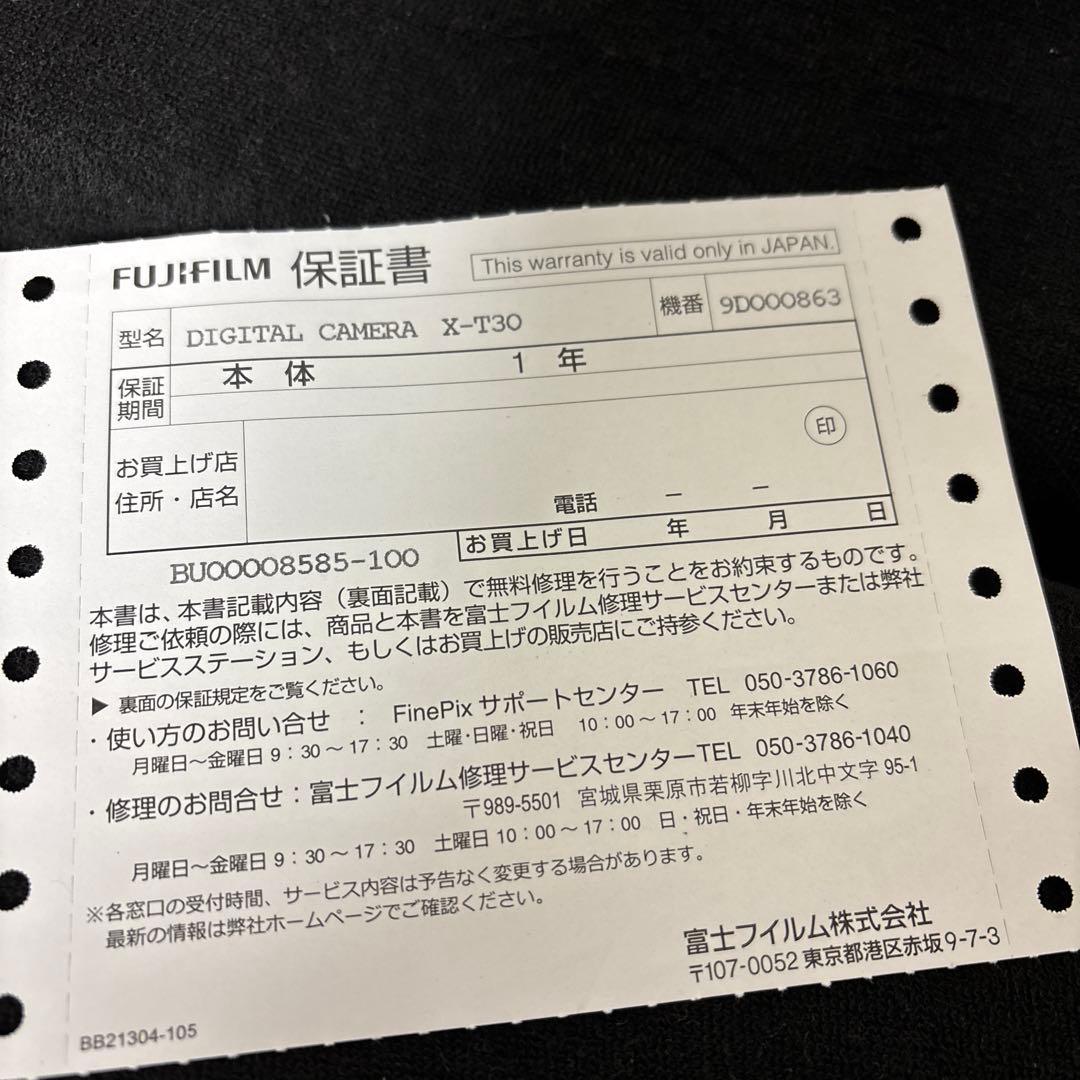 FUJIFILM 保証書 This warranty is valid only in JAPAN.
型名 DIGITAL CAMERA X-T30 機番 9D000863
保証期間 本体 1年
お買上げ店
住所・店名
印
電話 － －
お買上げ日 年 月 日
BU00008585-100
本書は、本書記載内容（裏面記載）で無料修理を行うことをお約束するものです。
修理ご依頼の際には、商品と本書を富士フイルム修理サービスセンターまたは弊社
サービスステーション、もしくはお買上げの販売店にご持参ください。
▶ 裏面の保証規定をご覧ください。
・使い方のお問い合せ ： FinePix サポートセンター TEL 050-3786-1060
月曜日～金曜日 9：30～17：30 土曜・日曜・祝日 10：00～17：00 年末年始を除く
・修理のお問合せ：富士フイルム修理サービスセンター TEL 050-3786-1040
〒989-5501 宮城県栗原市若柳字川北中文字 95-1
月曜日～金曜日 9：30～17：30 土曜日 10：00～17：00 日・祝日・年末年始を除く
※各窓口の受付時間、サービス内容は予告なく変更する場合があります。
最新の情報は弊社ホームページでご確認ください。
富士フイルム株式会社
〒107-0052 東京都港区赤坂 9-7-3
BB21304-105